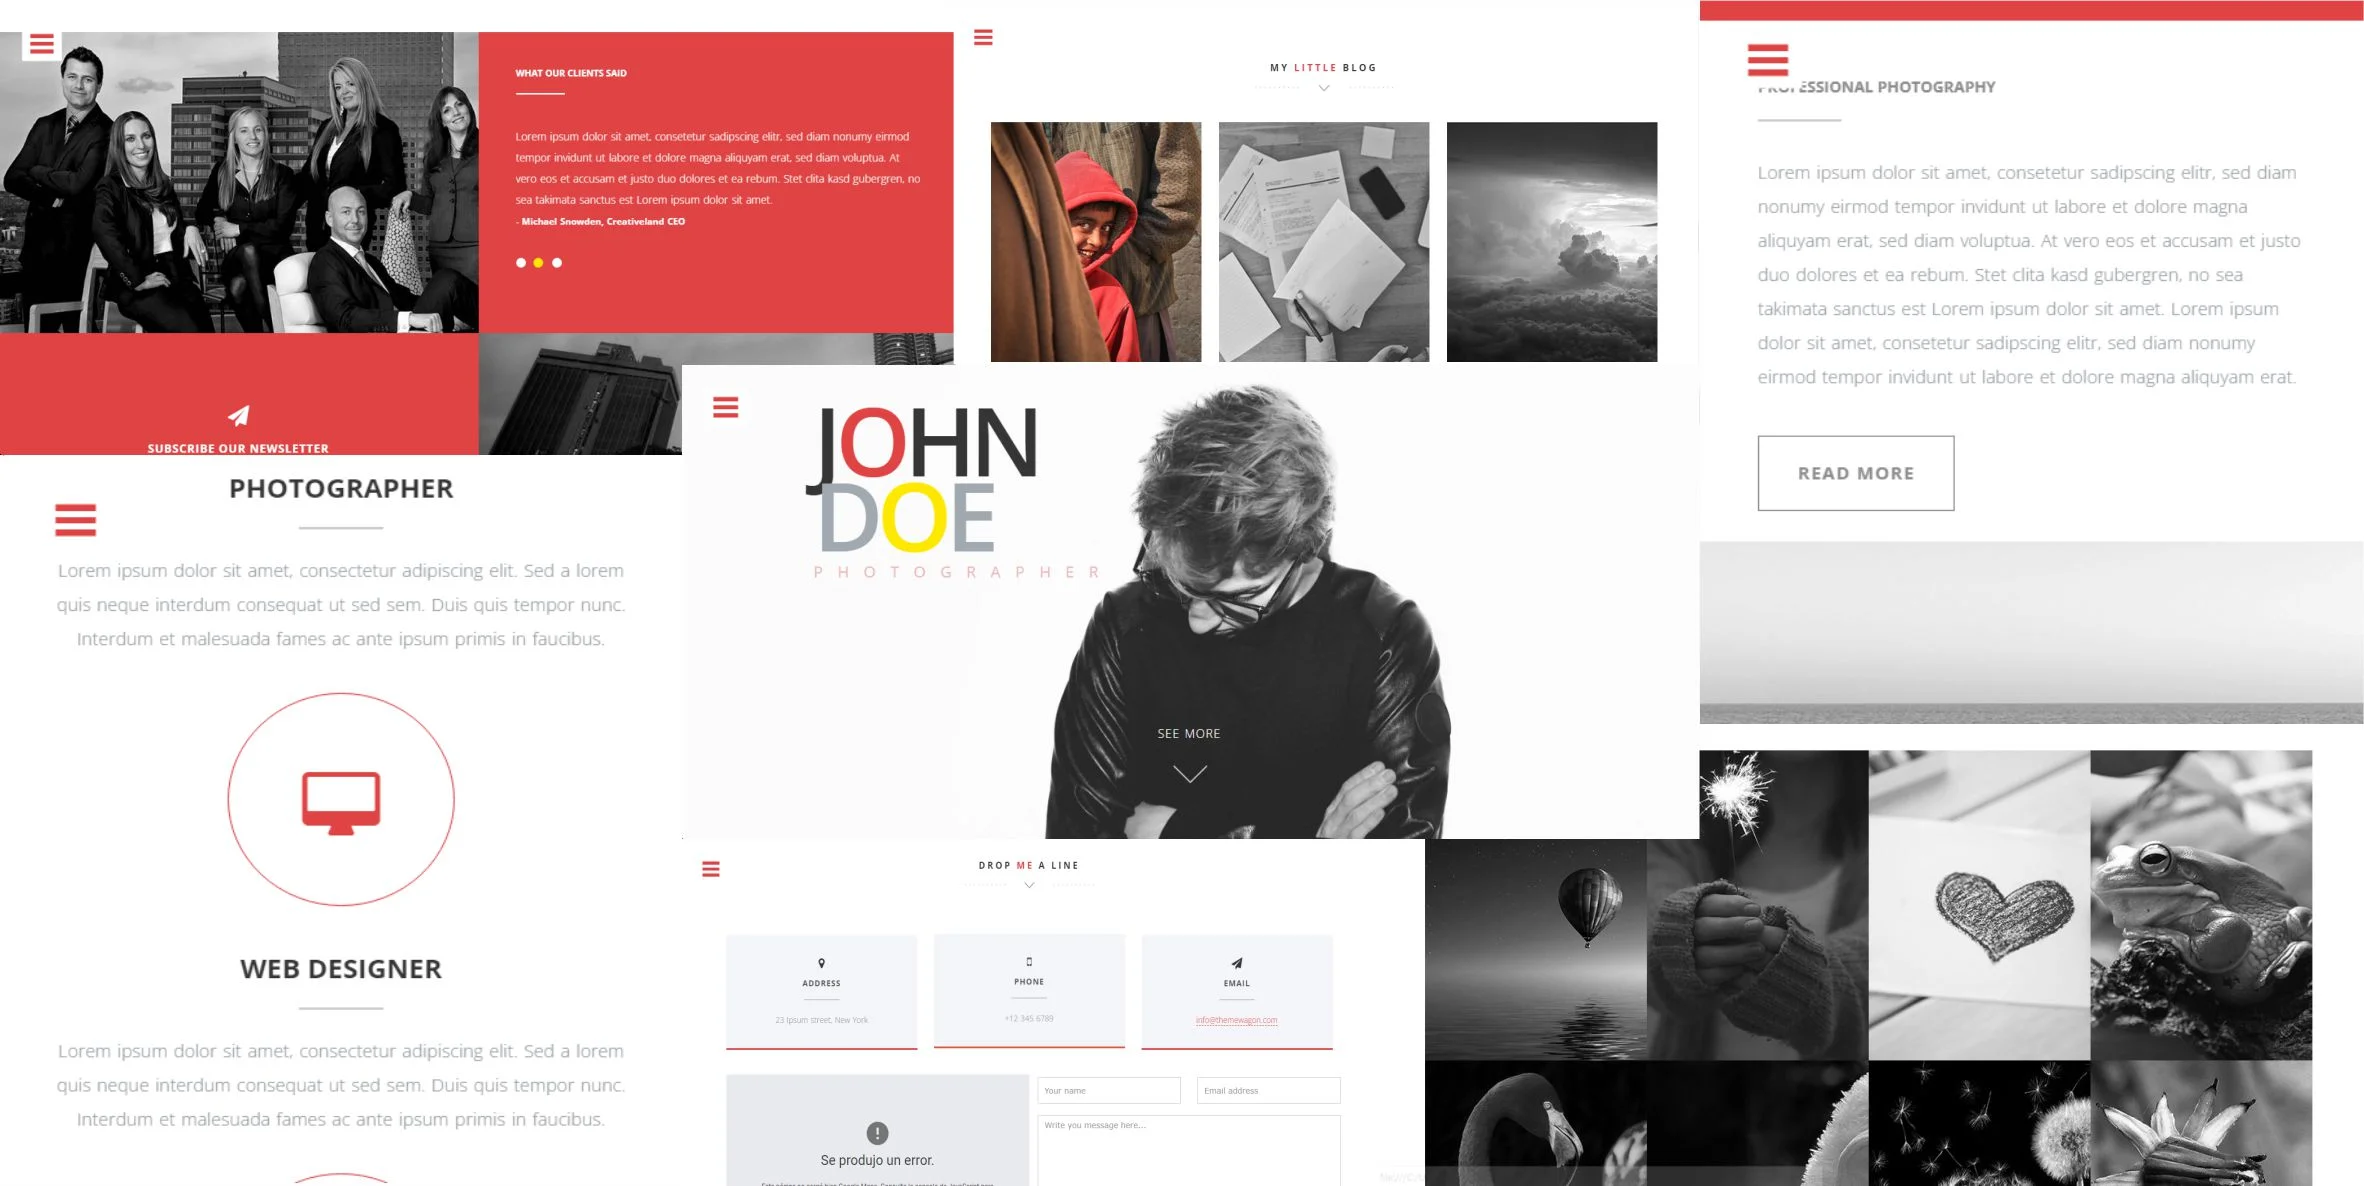 WHAT OUR CLIENTS SAID
Lorem ipsum dolor sit amet, consetetur sadipscing elitr, sed diam nonumy eirmod
tempor invidunt ut labore et dolore magna aliquyam erat, sed diam voluptua. At
vero eos et accusam et justo duo dolores et ea rebum. Stet clita kasd gubergren, no
sea takimata sanctus est Lorem ipsum dolor sit amet.
- Michael Snowden, Creativeland CEO
SUBSCRIBE OUR NEWSLETTER
MY LITTLE BLOG
PROFESSIONAL PHOTOGRAPHY
Lorem ipsum dolor sit amet, consetetur sadipscing elitr, sed diam
nonumy eirmod tempor invidunt ut labore et dolore magna
aliquyam erat, sed diam voluptua. At vero eos et accusam et justo
duo dolores et ea rebum. Stet clita kasd gubergren, no sea
takimata sanctus est Lorem ipsum dolor sit amet. Lorem ipsum
dolor sit amet, consetetur sadipscing elitr, sed diam nonumy
eirmod tempor invidunt ut labore et dolore magna aliquyam erat.
READ MORE
JOHN
DOE
PHOTOGRAPHER
SEE MORE
PHOTOGRAPHER
Lorem ipsum dolor sit amet, consectetur adipiscing elit. Sed a lorem
quis neque interdum consequat ut sed sem. Duis quis tempor nunc.
Interdum et malesuada fames ac ante ipsum primis in faucibus.
WEB DESIGNER
Lorem ipsum dolor sit amet, consectetur adipiscing elit. Sed a lorem
quis neque interdum consequat ut sed sem. Duis quis tempor nunc.
Interdum et malesuada fames ac ante ipsum primis in faucibus.
DROP ME A LINE
ADDRESS
23 Ipsum street, New York
PHONE
+12 345 6789
EMAIL
info@themewagon.com
Your name
Email address
Write you message here...
Se produjo un error.